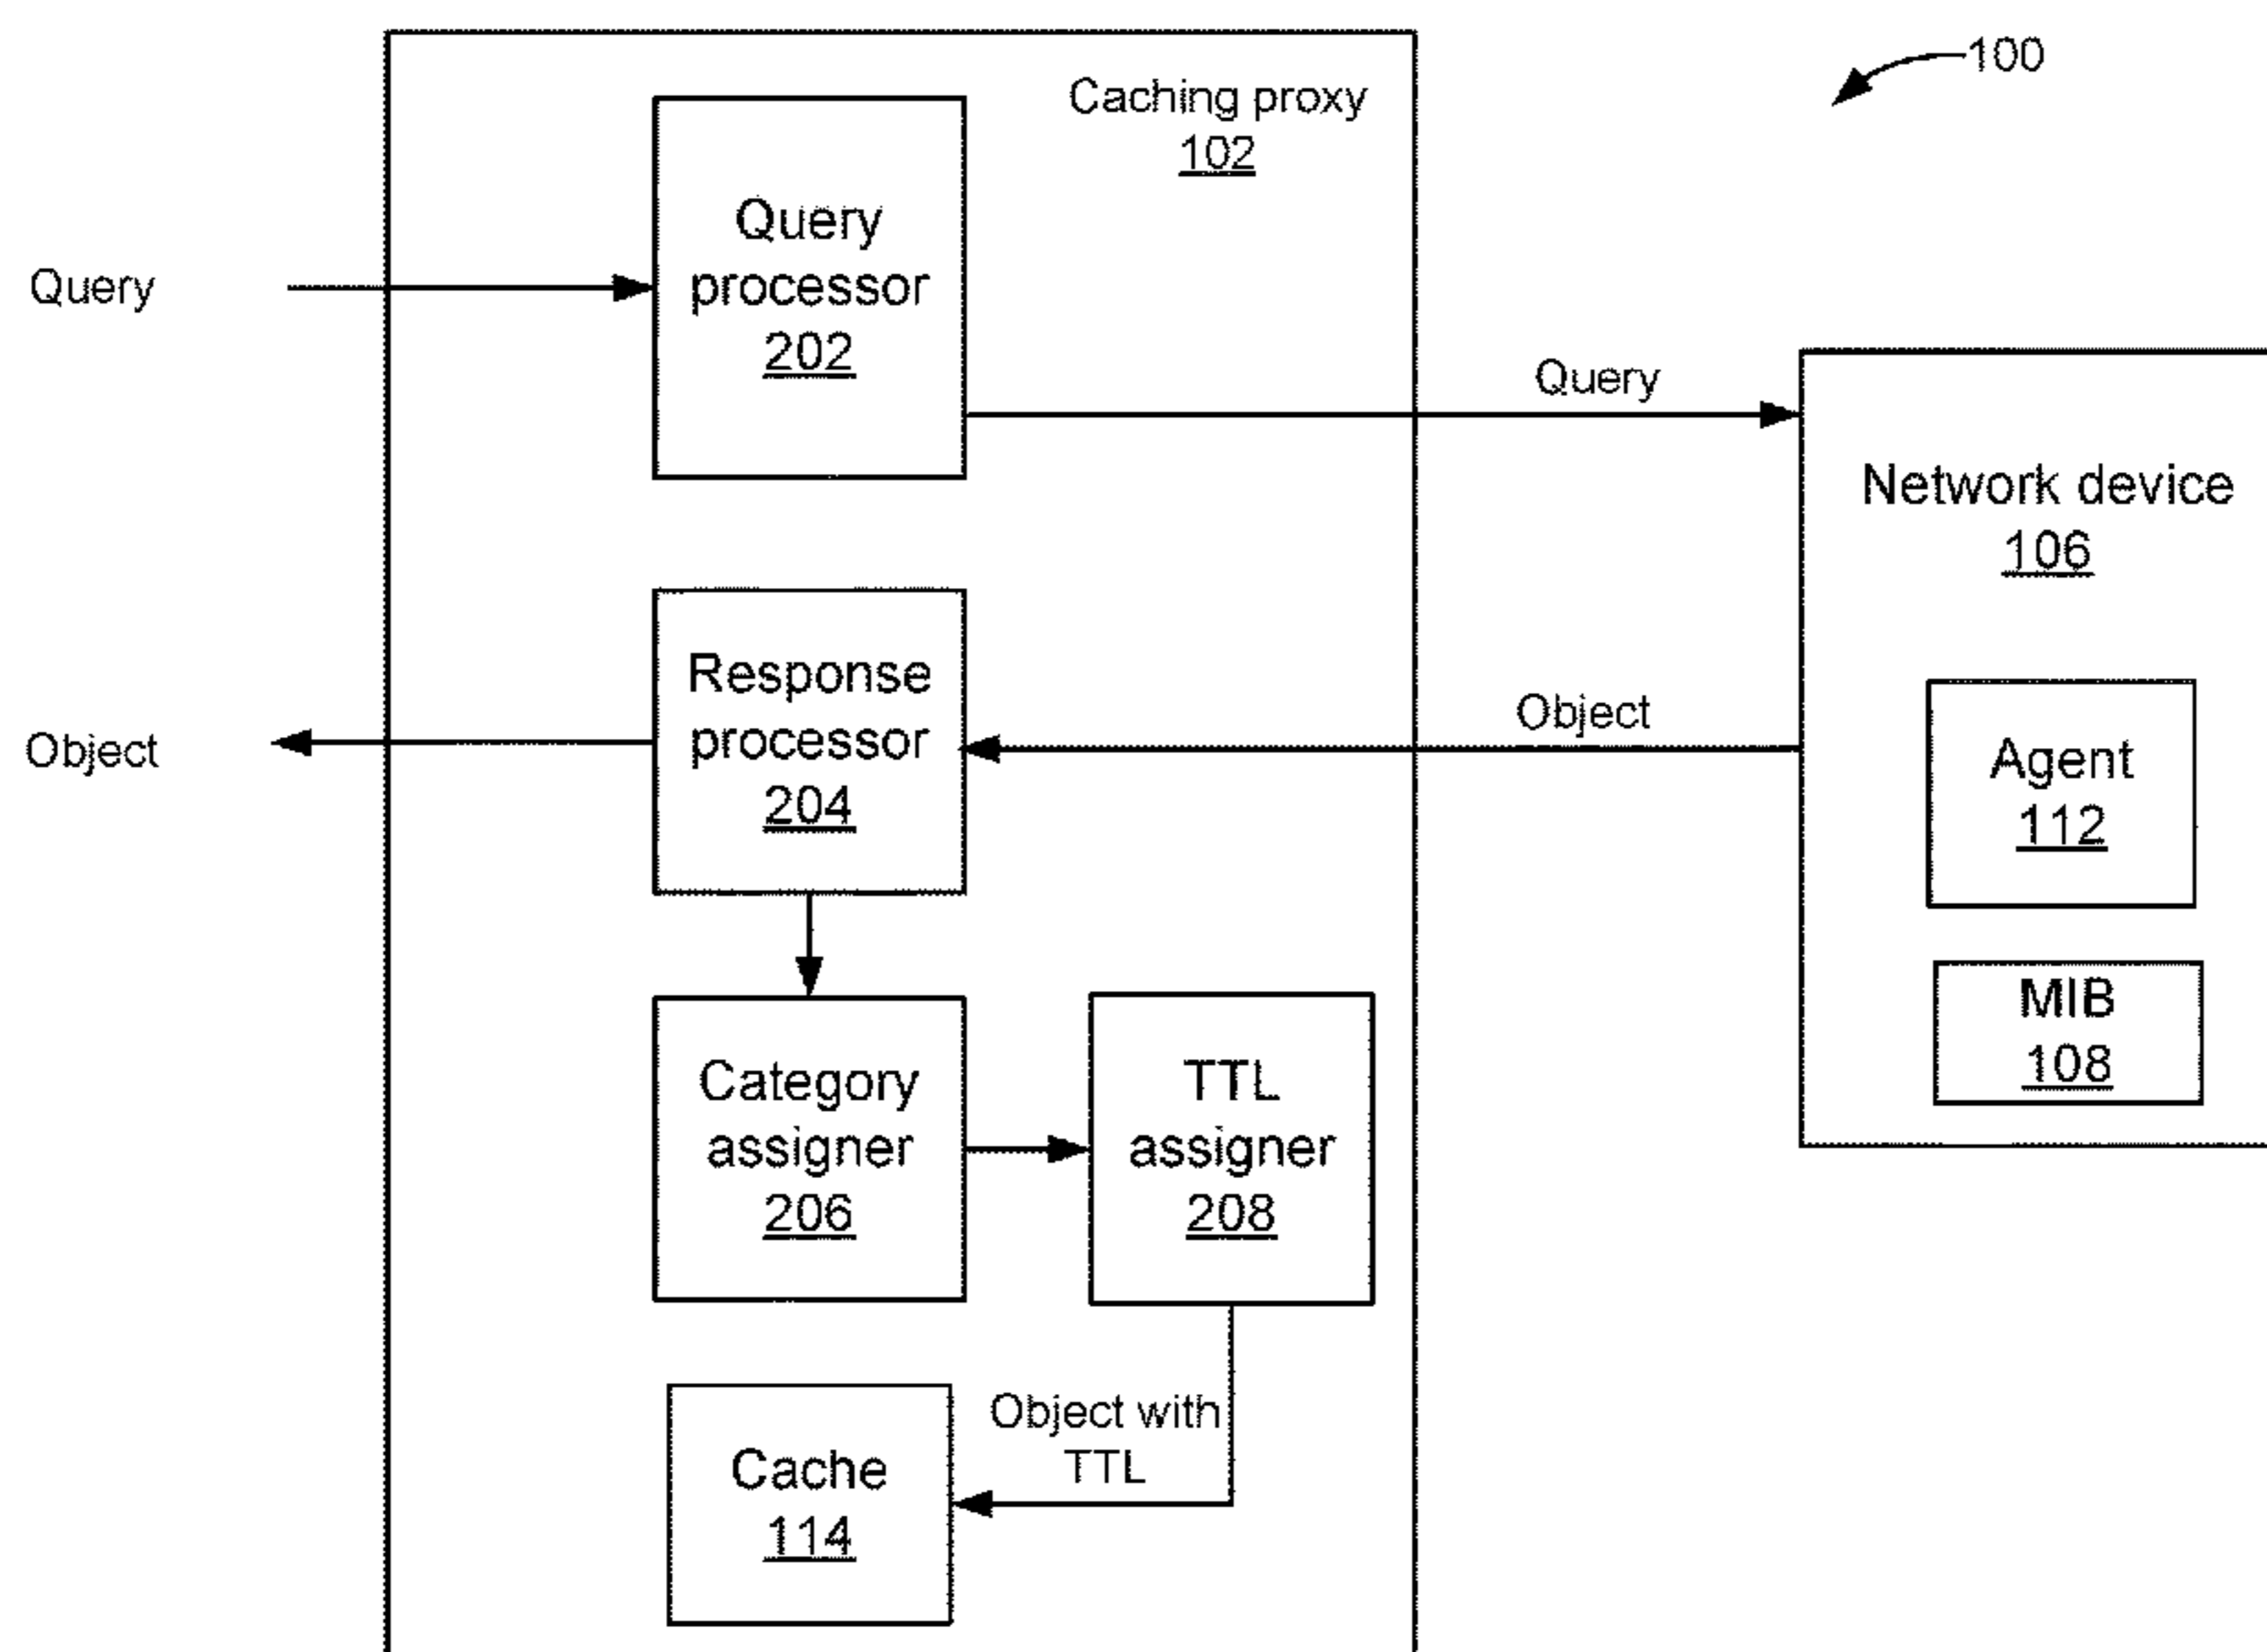 100
Caching proxy
102
Query
processor
202
Query
Query
Network device
106
Response
processor
204
Object
Object
Agent
112
MIB
108
Category
assigner
206
TTL
assigner
208
Object with
TTL
Cache
114